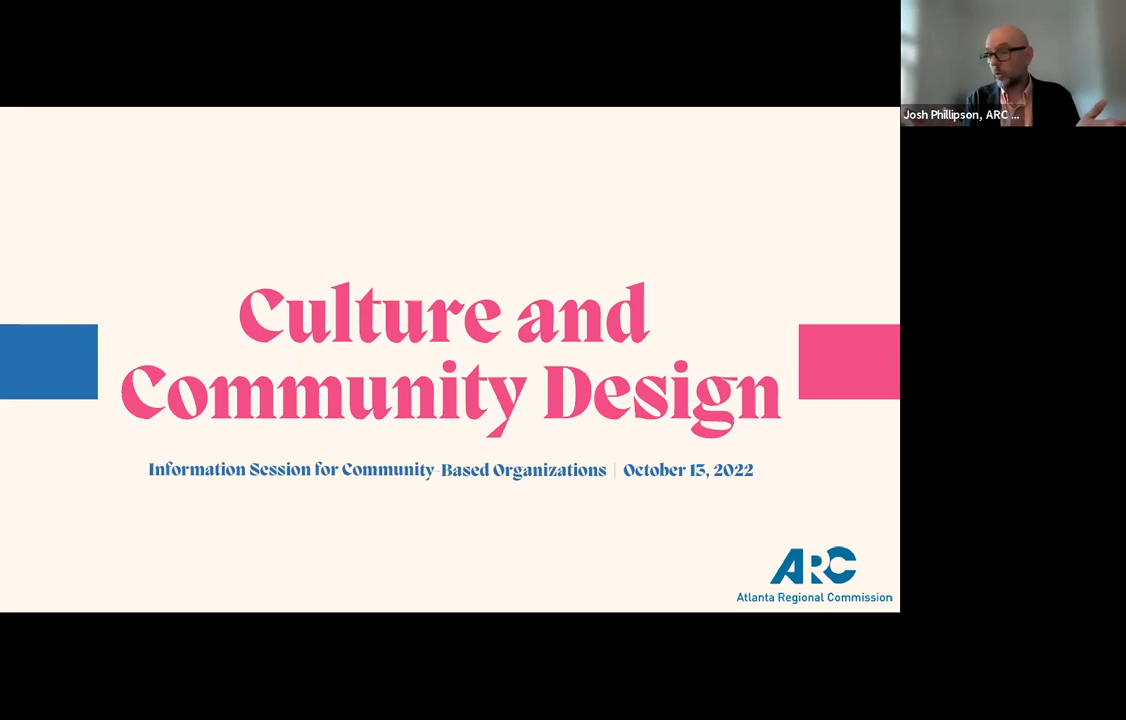 Josh Phillipson, ARC ...
Culture and
Community Design
Information Session for Community-Based Organizations | October 13, 2022
ARC
Atlanta Regional Commission